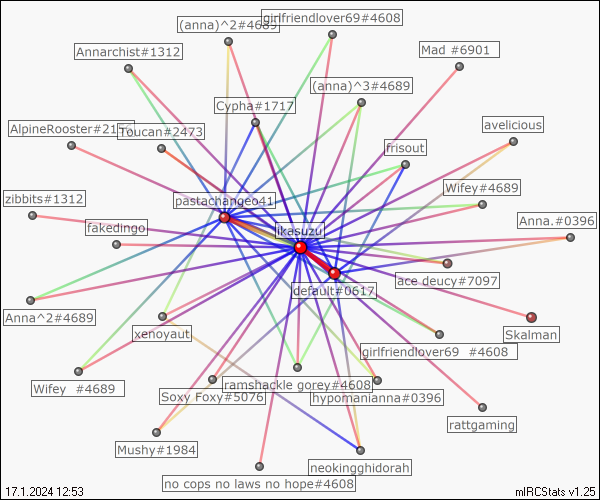 (anna)^2#4689
girlfriendlover69#4608
Annarchist#1312
Mad #6901
(anna)^3#4689
Cypha#1717
avelicious
Toucan#2473
frisout
Wifey#4689
pastachangeo41
zibbits#1312
Anna.#0396
fakedingo
ikasuzu
ace deucy#7097
default#0617
Anna^2#4689
Skalman
xenoyaut
girlfriendlover69 #4608
Wifey #4689
ramshackle gorey#4608
Soxy Foxy#5076
hypomanianna#0396
rattgaming
Mushy#1984
neokingghidorah
no cops no laws no hope#4608
17.1.2024 12:53
mIRCStats v1.25